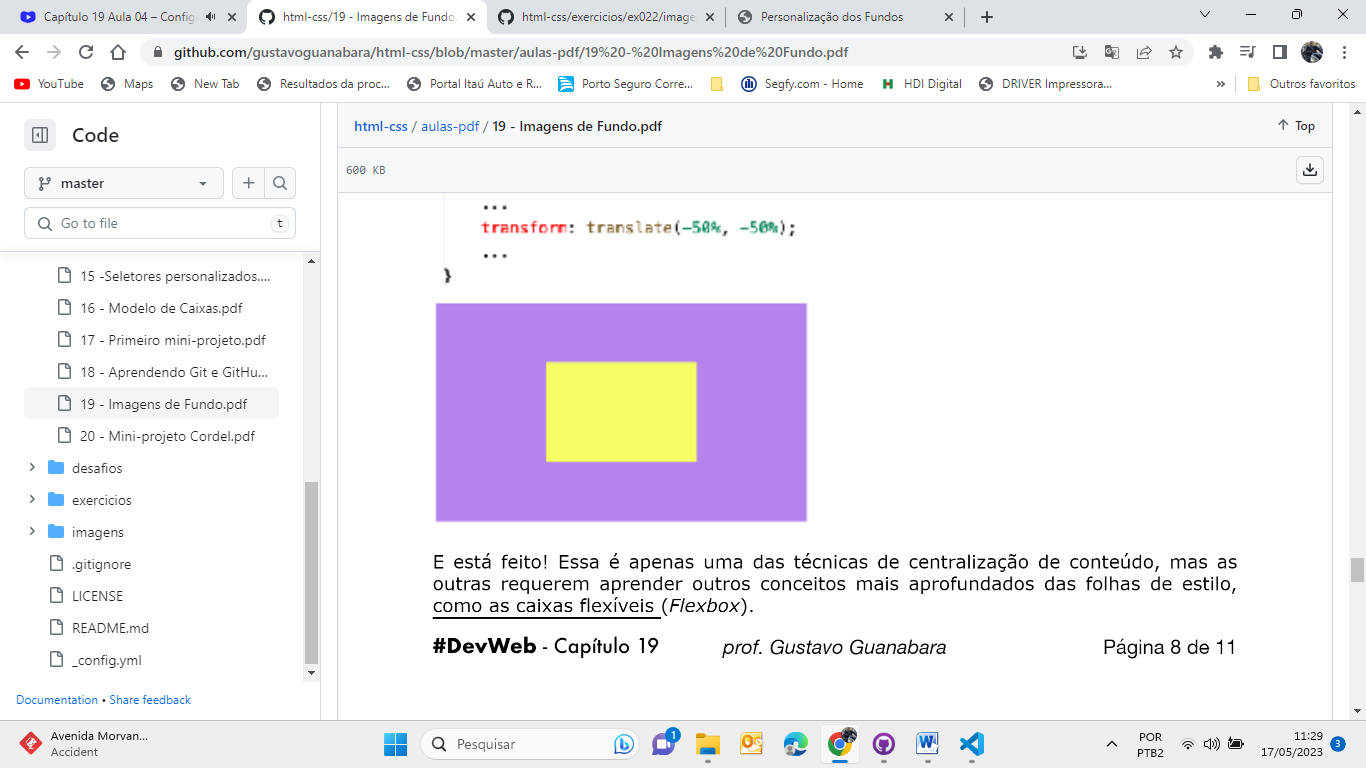 Capítulo 19 Aula 04 – Config
html-css/19 - Imagens de Fundo.
html-css/exercicios/ex022/image
Personalização dos Fundos
github.com/gustavoguanabara/html-css/blob/master/aulas-pdf/19%20-%20Imagens%20de%20Fundo.pdf
YouTube
Maps
New Tab
Resultados da proc...
Portal Itaú Auto e R...
Porto Seguro Corre...
Segfy.com - Home
HDI Digital
DRIVER Impressora...
»
Outros favoritos
Code
master
Go to file
t
15 -Seletores personalizados....
16 - Modelo de Caixas.pdf
17 - Primeiro mini-projeto.pdf
18 - Aprendendo Git e GitHu...
19 - Imagens de Fundo.pdf
20 - Mini-projeto Cordel.pdf
desafios
exercicios
imagens
.gitignore
LICENSE
README.md
_config.yml
Documentation • Share feedback
html-css / aulas-pdf / 19 - Imagens de Fundo.pdf
Top
600 KB
...
transform: translate(-50%, -50%);
...
}
E está feito! Essa é apenas uma das técnicas de centralização de conteúdo, mas as
outras requerem aprender outros conceitos mais aprofundados das folhas de estilo,
como as caixas flexíveis (Flexbox).
#DevWeb - Capítulo 19 prof. Gustavo Guanabara Página 8 de 11
Avenida Morvan...
Accident
Pesquisar
1
POR
PTB2
11:29
17/05/2023
3